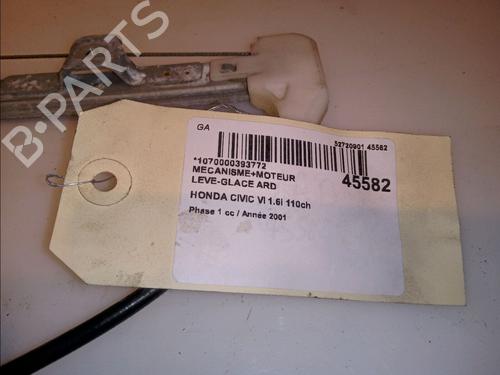 B-PARTS
GA
52720901 45582
*1070000393772
MECANISME+MOTEUR
LEVE-GLACE ARD
45582
HONDA CIVIC VI 1.6i 110ch
Phase 1 cc / Année 2001